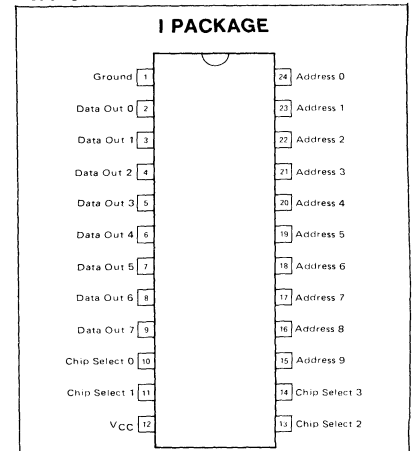 I PACKAGE
Ground 1 24 Address 0
Data Out 0 2 23 Address 1
Data Out 1 3 22 Address 2
Data Out 2 4 21 Address 3
Data Out 3 5 20 Address 4
Data Out 4 6 19 Address 5
Data Out 5 7 18 Address 6
Data Out 6 8 17 Address 7
Data Out 7 9 16 Address 8
Chip Select 0 10 15 Address 9
Chip Select 1 11 14 Chip Select 3
VCC 12 13 Chip Select 2